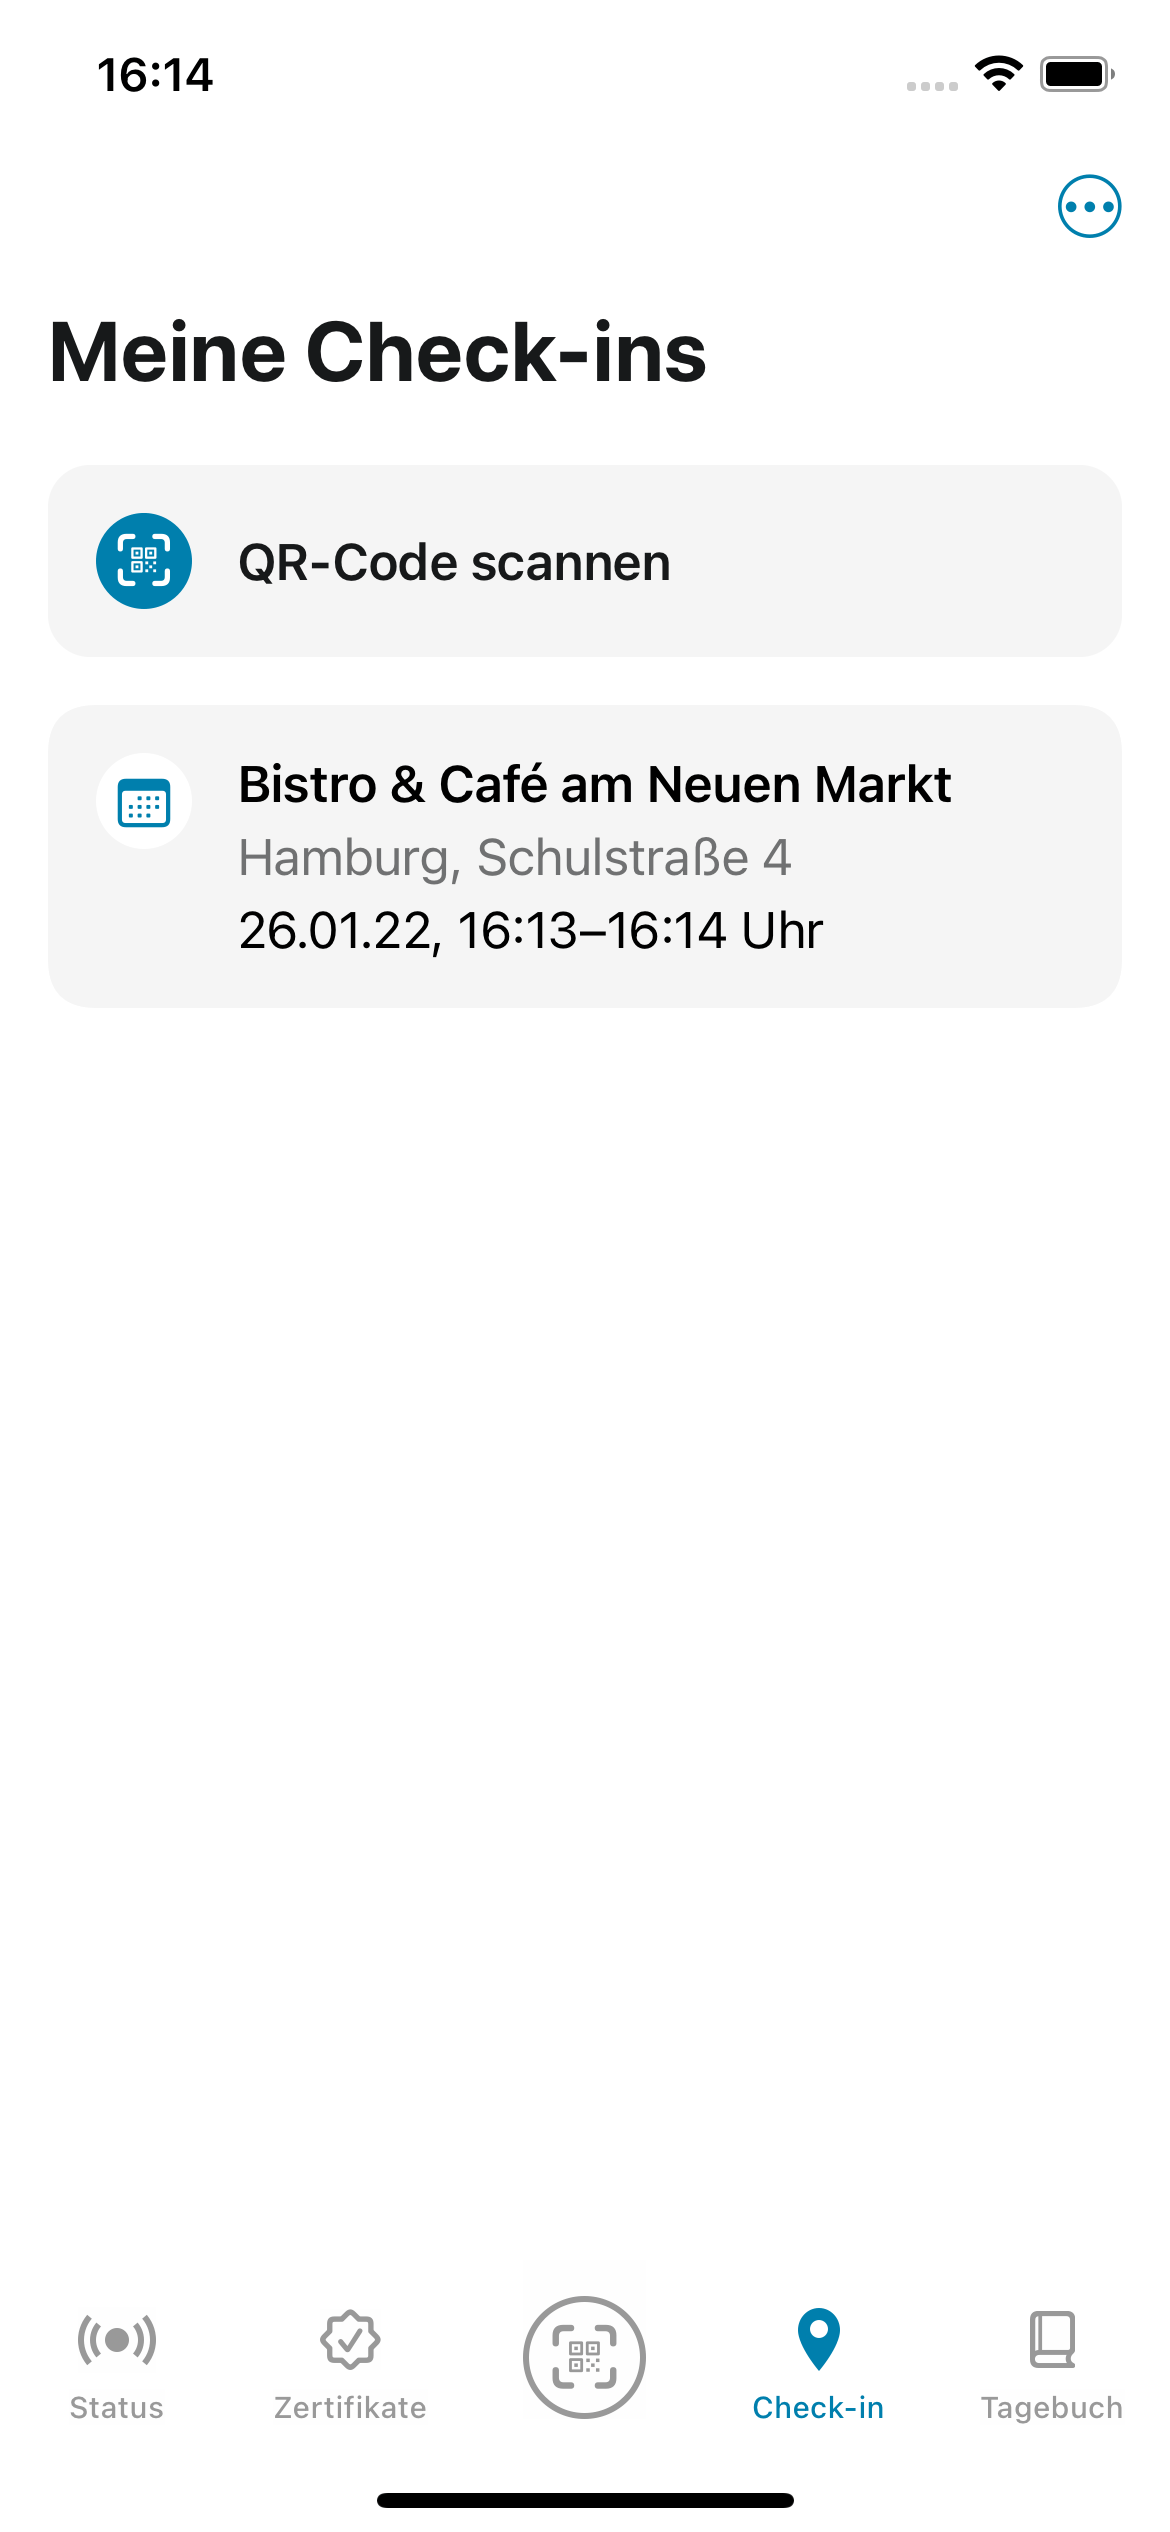 16:14
Meine Check-ins
QR-Code scannen
Bistro & Café am Neuen Markt
Hamburg, Schulstraße 4
26.01.22, 16:13–16:14 Uhr
Status
Zertifikate
Check-in
Tagebuch